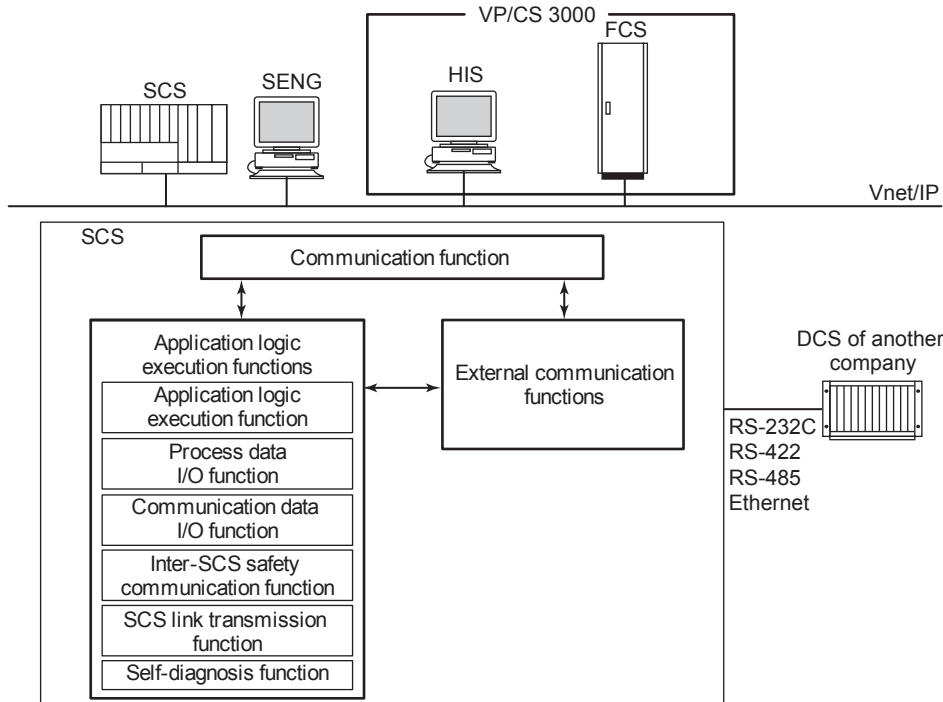 VP/CS 3000
FCS
HIS
SENG
SCS
Vnet/IP
SCS
Communication function
Application logic
execution functions
Application logic
execution function
Process data
I/O function
Communication data
I/O function
Inter-SCS safety
communication function
SCS link transmission
function
Self-diagnosis function
External communication
functions
DCS of another
company
RS-232C
RS-422
RS-485
Ethernet